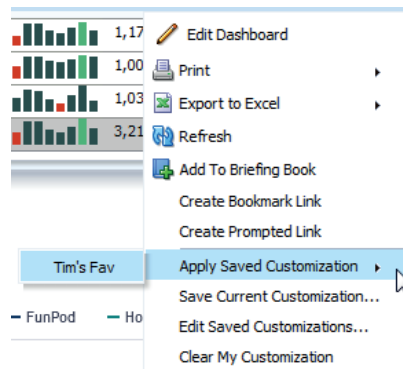 1,17
Edit Dashboard
1,00
Print
1,03
Export to Excel
3,21
Refresh
Add To Briefing Book
Create Bookmark Link
Create Prompted Link
Tim's Fav
Apply Saved Customization
Save Current Customization...
FunPod
Ho
Edit Saved Customizations...
Clear My Customization